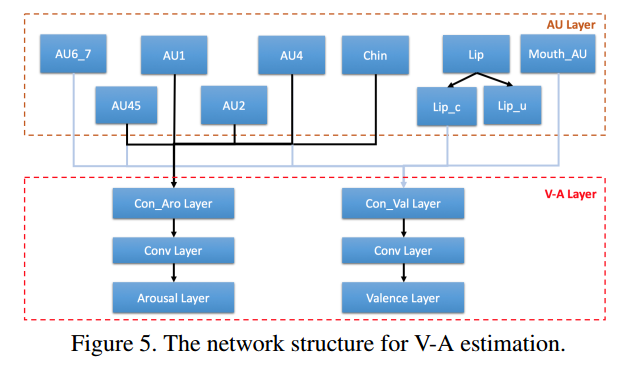 AU Layer
AU6_7
AU1
AU4
Chin
Lip
Mouth_AU
AU45
AU2
Lip_c
Lip_u
V-A Layer
Con_Aro Layer
Con_Val Layer
Conv Layer
Conv Layer
Arousal Layer
Valence Layer
Figure 5. The network structure for V-A estimation.